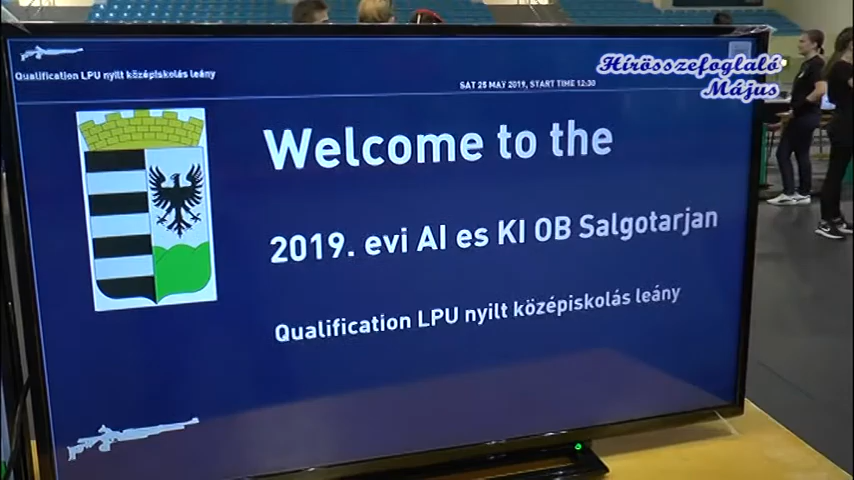 Qualification LPU nyílt középiskolás leány
SAT 25 MAY 2019, START TIME 12:30
Hírösszefoglaló
Május
Welcome to the
2019. evi AI es KI OB Salgotarjan
Qualification LPU nyílt középiskolás leány